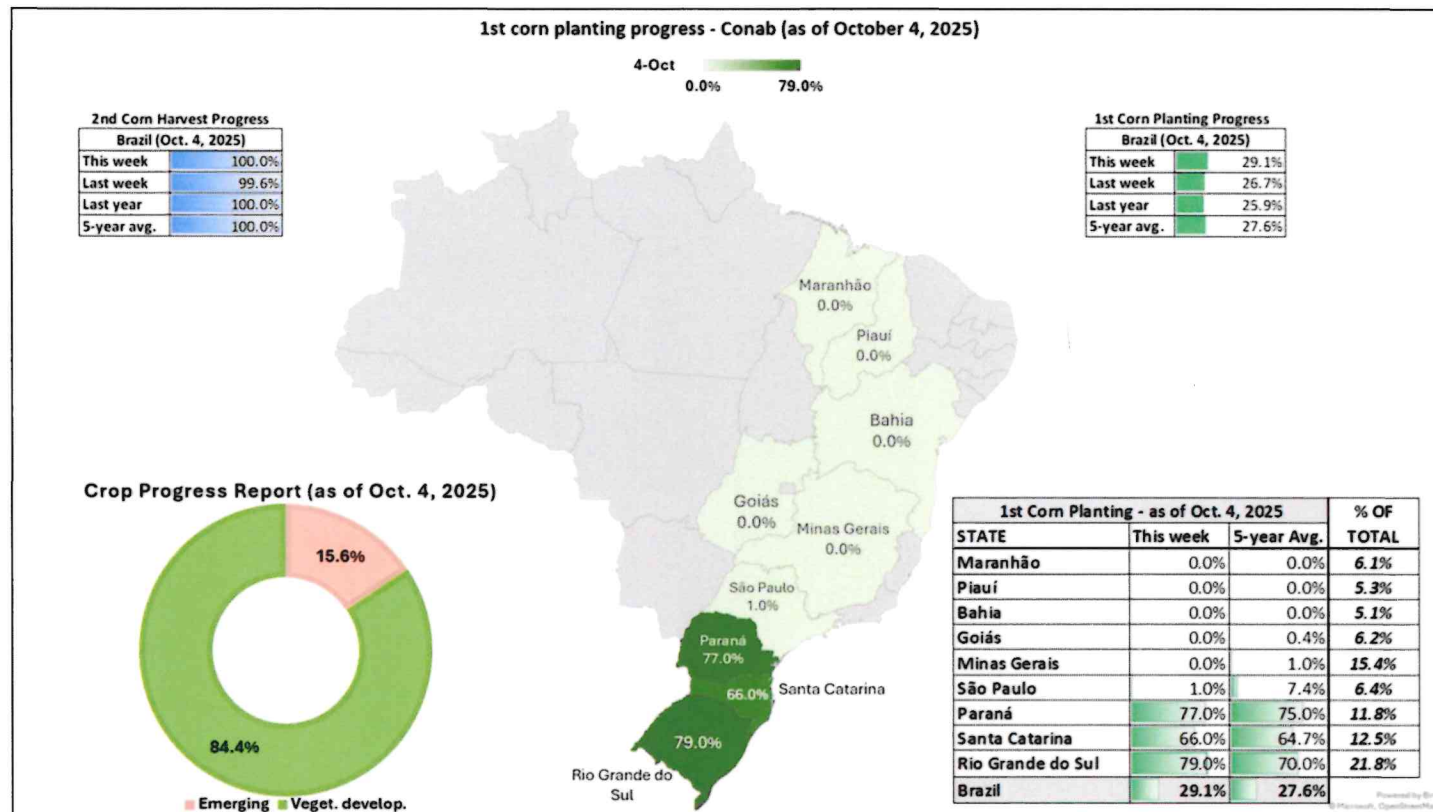 1st corn planting progress - Conab (as of October 4, 2025)
4-Oct
0.0% 79.0%
2nd Corn Harvest Progress
Brazil (Oct. 4, 2025)
This week 100.0%
Last week 99.6%
Last year 100.0%
5-year avg. 100.0%
1st Corn Planting Progress
Brazil (Oct. 4, 2025)
This week 29.1%
Last week 26.7%
Last year 25.9%
5-year avg. 27.6%
Maranhão
0.0%
Piauí
0.0%
Bahia
0.0%
Goiás
0.0%
Minas Gerais
0.0%
São Paulo
1.0%
Paraná
77.0%
66.0%
Santa Catarina
79.0%
Rio Grande do
Sul
Crop Progress Report (as of Oct. 4, 2025)
15.6%
84.4%
Emerging Veget. develop.
1st Corn Planting - as of Oct. 4, 2025 % OF
STATE This week 5-year Avg. TOTAL
Maranhão 0.0% 0.0% 6.1%
Piauí 0.0% 0.0% 5.3%
Bahia 0.0% 0.0% 5.1%
Goiás 0.0% 0.4% 6.2%
Minas Gerais 0.0% 1.0% 15.4%
São Paulo 1.0% 7.4% 6.4%
Paraná 77.0% 75.0% 11.8%
Santa Catarina 66.0% 64.7% 12.5%
Rio Grande do Sul 79.0% 70.0% 21.8%
Brazil 29.1% 27.6%
Powered by
© Microsoft,